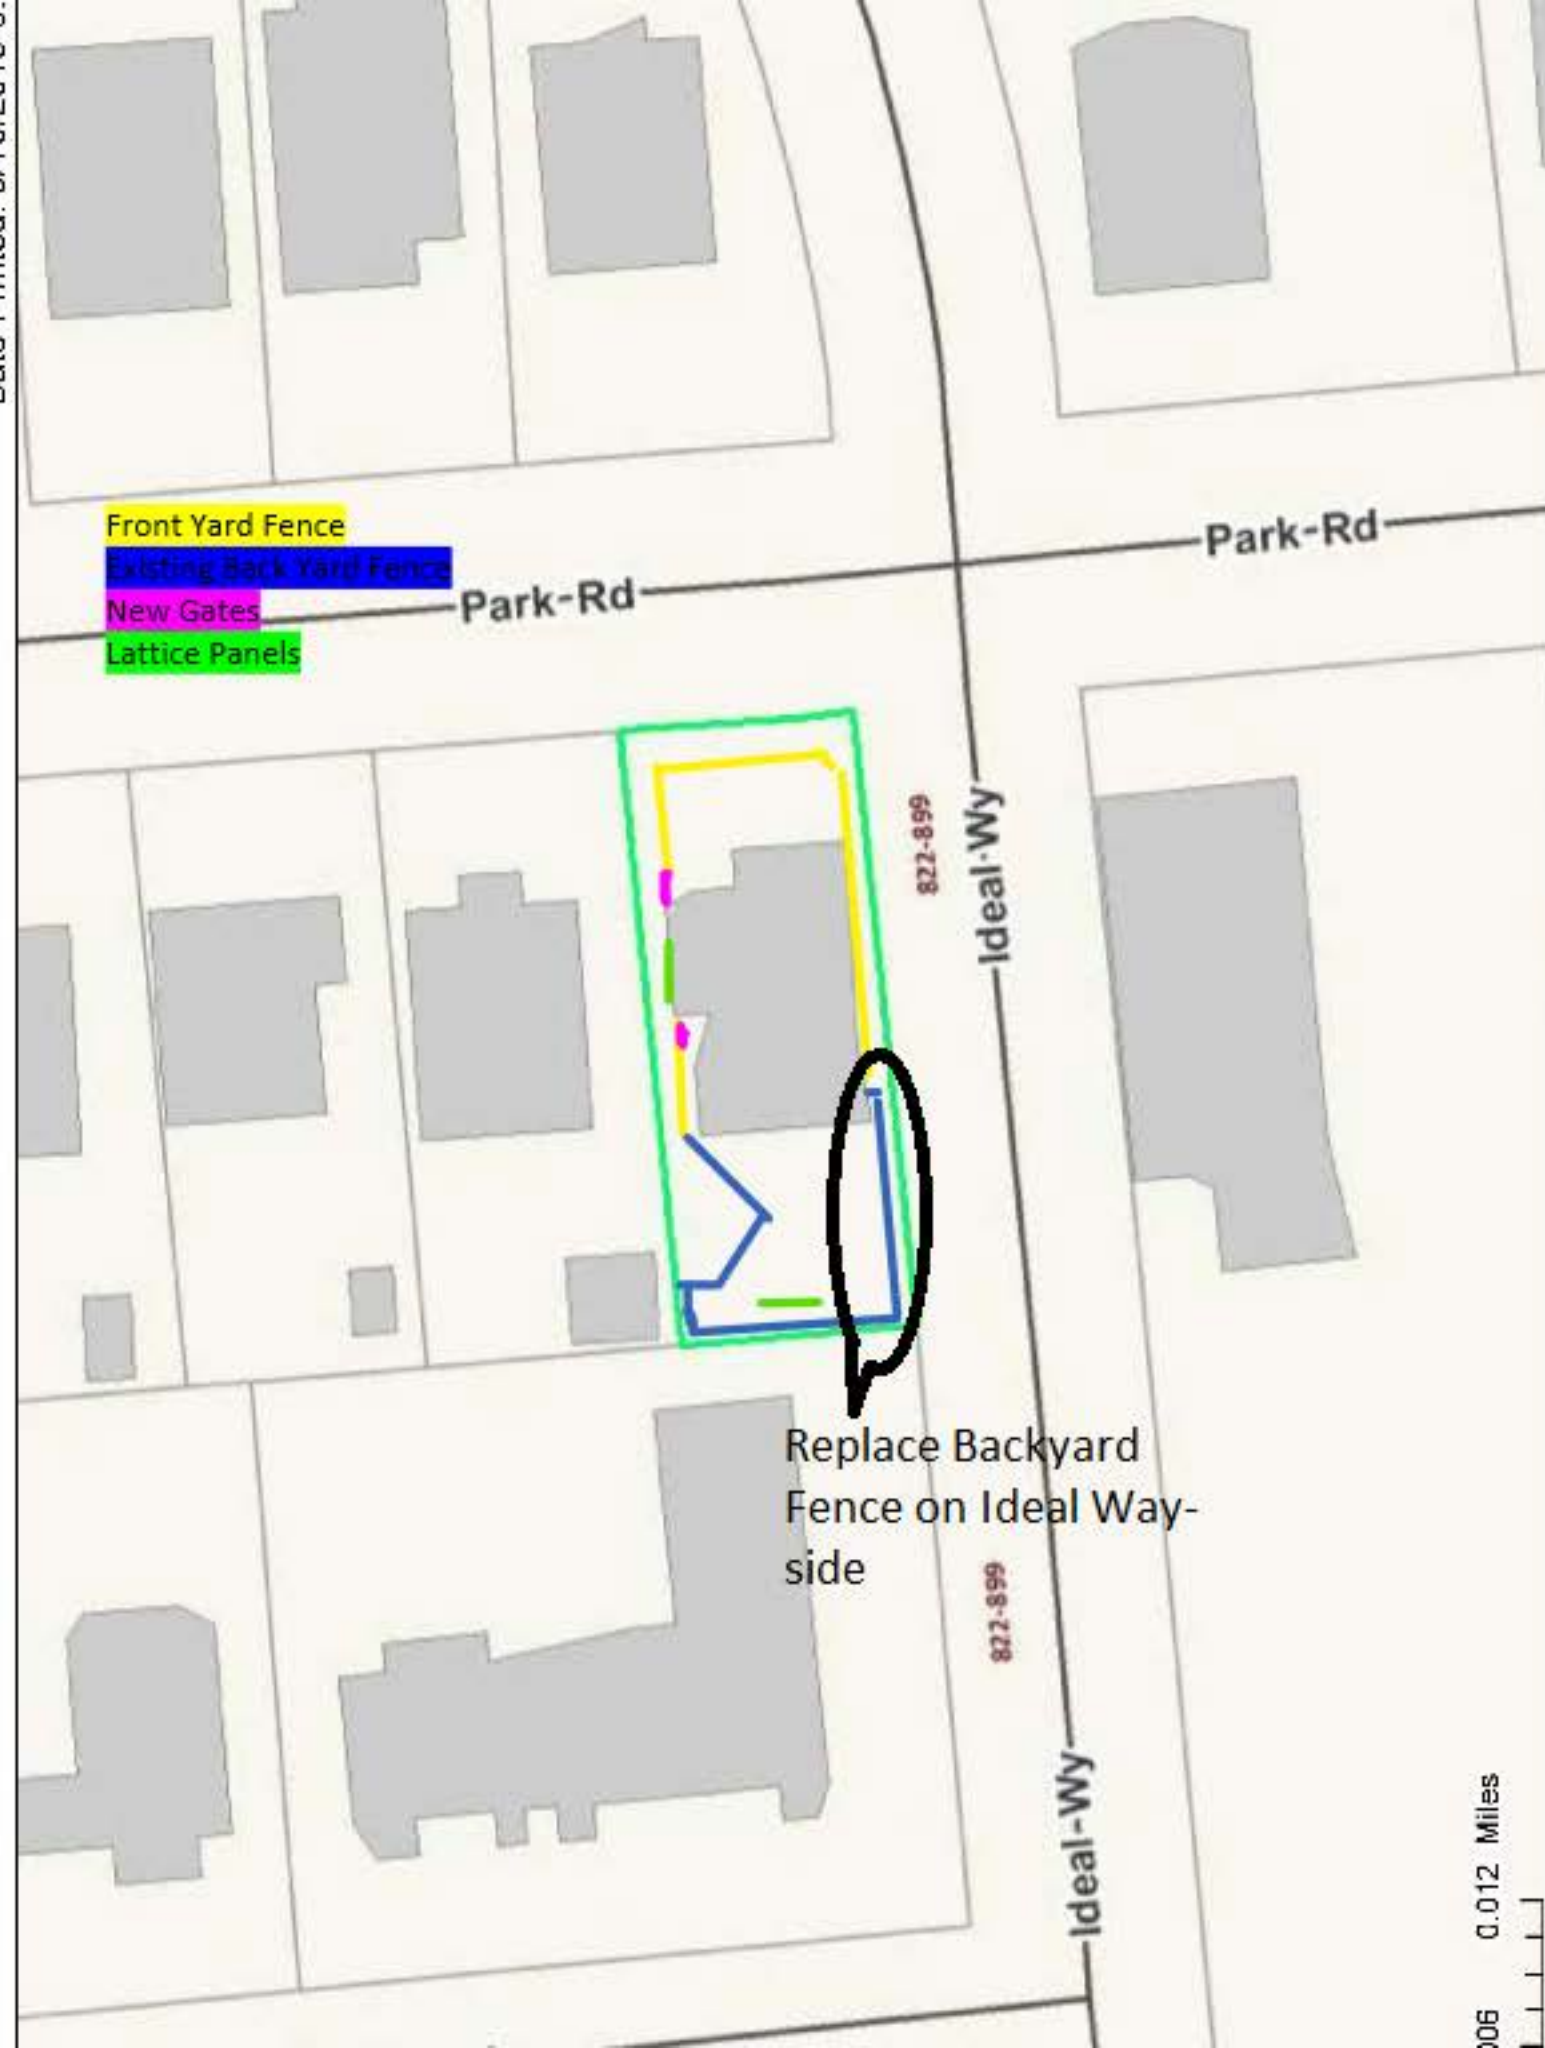 Front Yard Fence
Existing Back Yard Fence
New Gates
Lattice Panels
Park-Rd
Park-Rd
Ideal-Wy
822-899
Replace Backyard
Fence on Ideal Way-
side
822-899
Ideal-Wy
0.012 Miles